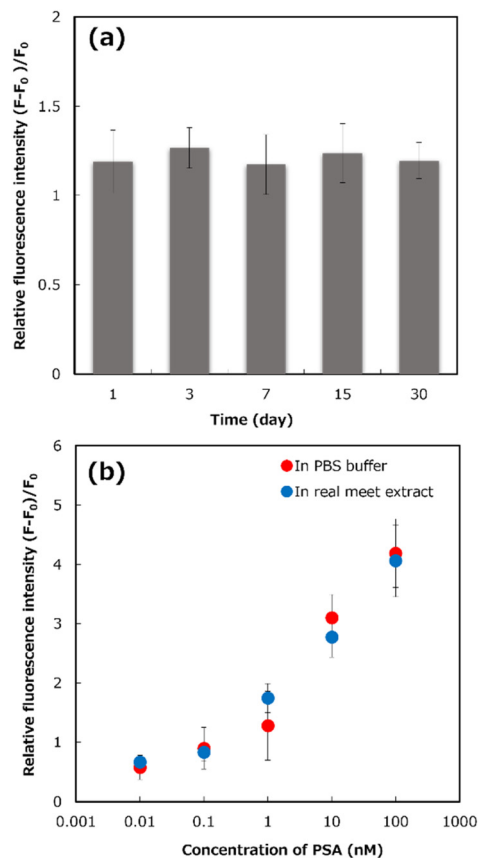 (a)
Relative fluorescence intensity (F-F₀)/F₀
2
1.5
1
0.5
0
1 3 7 15 30
Time (day)
(b)
In PBS buffer
In real meet extract
Relative fluorescence intensity (F-F₀)/F₀
6
5
4
3
2
1
0
0.001 0.01 0.1 1 10 100 1000
Concentration of PSA (nM)